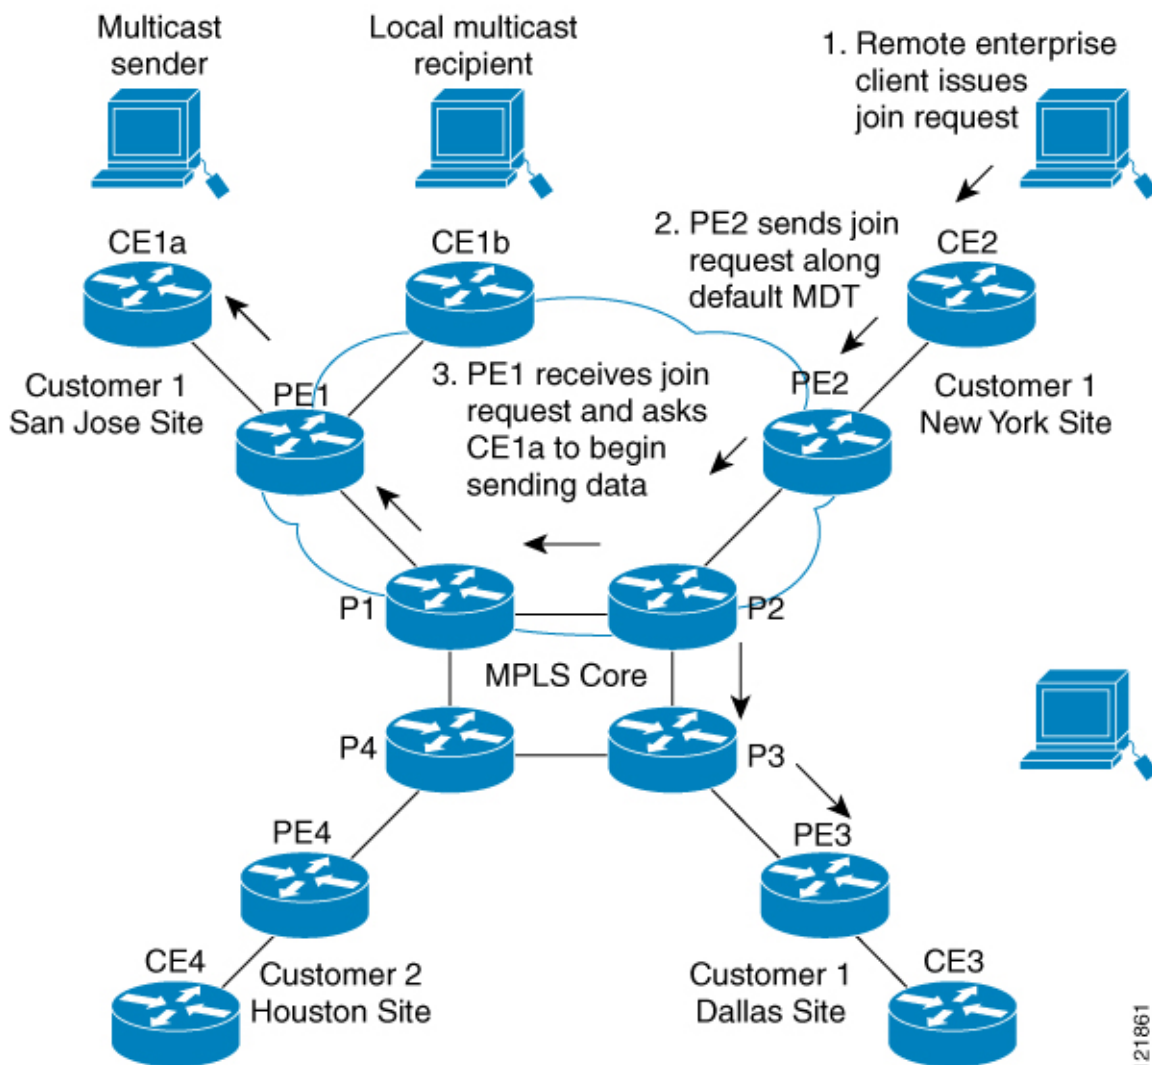 Multicast
sender
Local multicast
recipient
1. Remote enterprise
client issues
join request
CE1a
CE1b
2. PE2 sends join
request along
default MDT
CE2
Customer 1
San Jose Site
PE1
3. PE1 receives join
request and asks
CE1a to begin
sending data
PE2
Customer 1
New York Site
P1
P2
MPLS Core
P4
P3
PE4
PE3
CE4
Customer 2
Houston Site
Customer 1
Dallas Site
CE3
121861